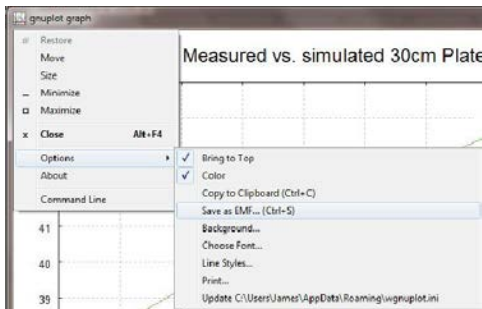 gnuplot graph
Measured vs. simulated 30cm Plate
Restore
Move
Size
Minimize
Maximize
x Close Alt+F4
Options
About
Command Line
✓ Bring to Top
✓ Color
Copy to Clipboard (Ctrl+C)
Save as EMF... (Ctrl+S)
Background...
Choose Font...
Line Styles...
Print...
Update C:\Users\James\AppData\Roaming\wgnuplot.ini
41
40
39